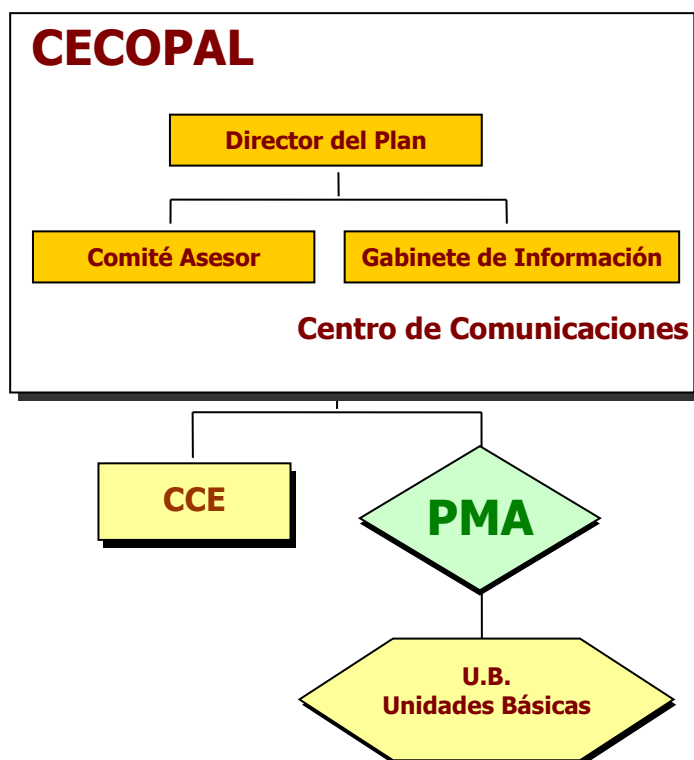 CECOPAL
Director del Plan
Comité Asesor
Gabinete de Información
Centro de Comunicaciones
CCE
PMA
U.B.
Unidades Básicas